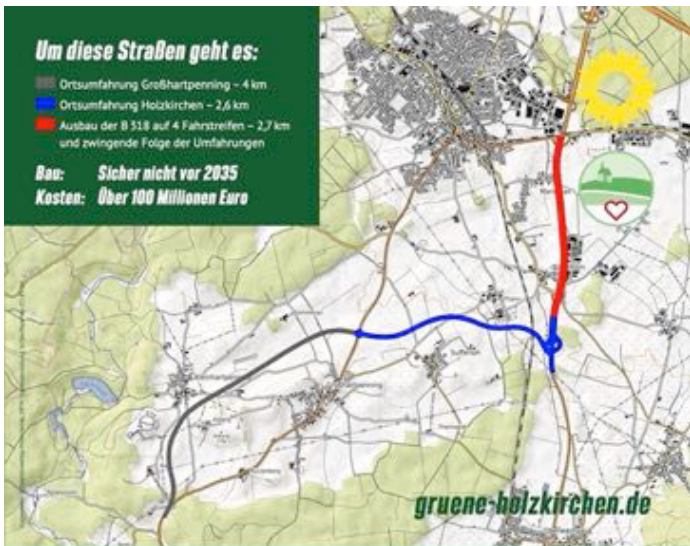 Um diese Straßen geht es:
Ortsumfahrung Großhartpenning – 4 km
Ortsumfahrung Holzkirchen – 2,6 km
Ausbau der B 318 auf 4 Fahrstreifen – 2,7 km
und zwingende Folge der Umfahrungen
Bau: Sicher nicht vor 2035
Kosten: Über 100 Millionen Euro
gruene-holzkirchen.de